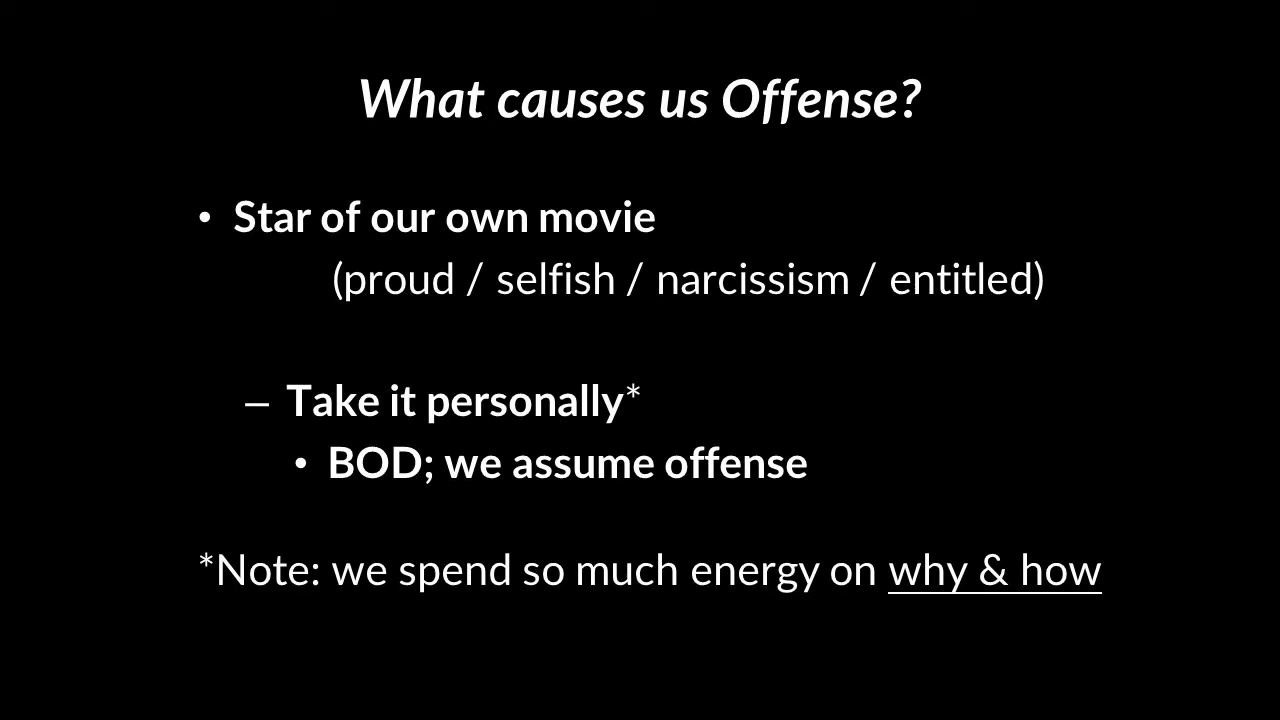 What causes us Offense?
• Star of our own movie
(proud / selfish / narcissism / entitled)
– Take it personally*
• BOD; we assume offense
*Note: we spend so much energy on why & how